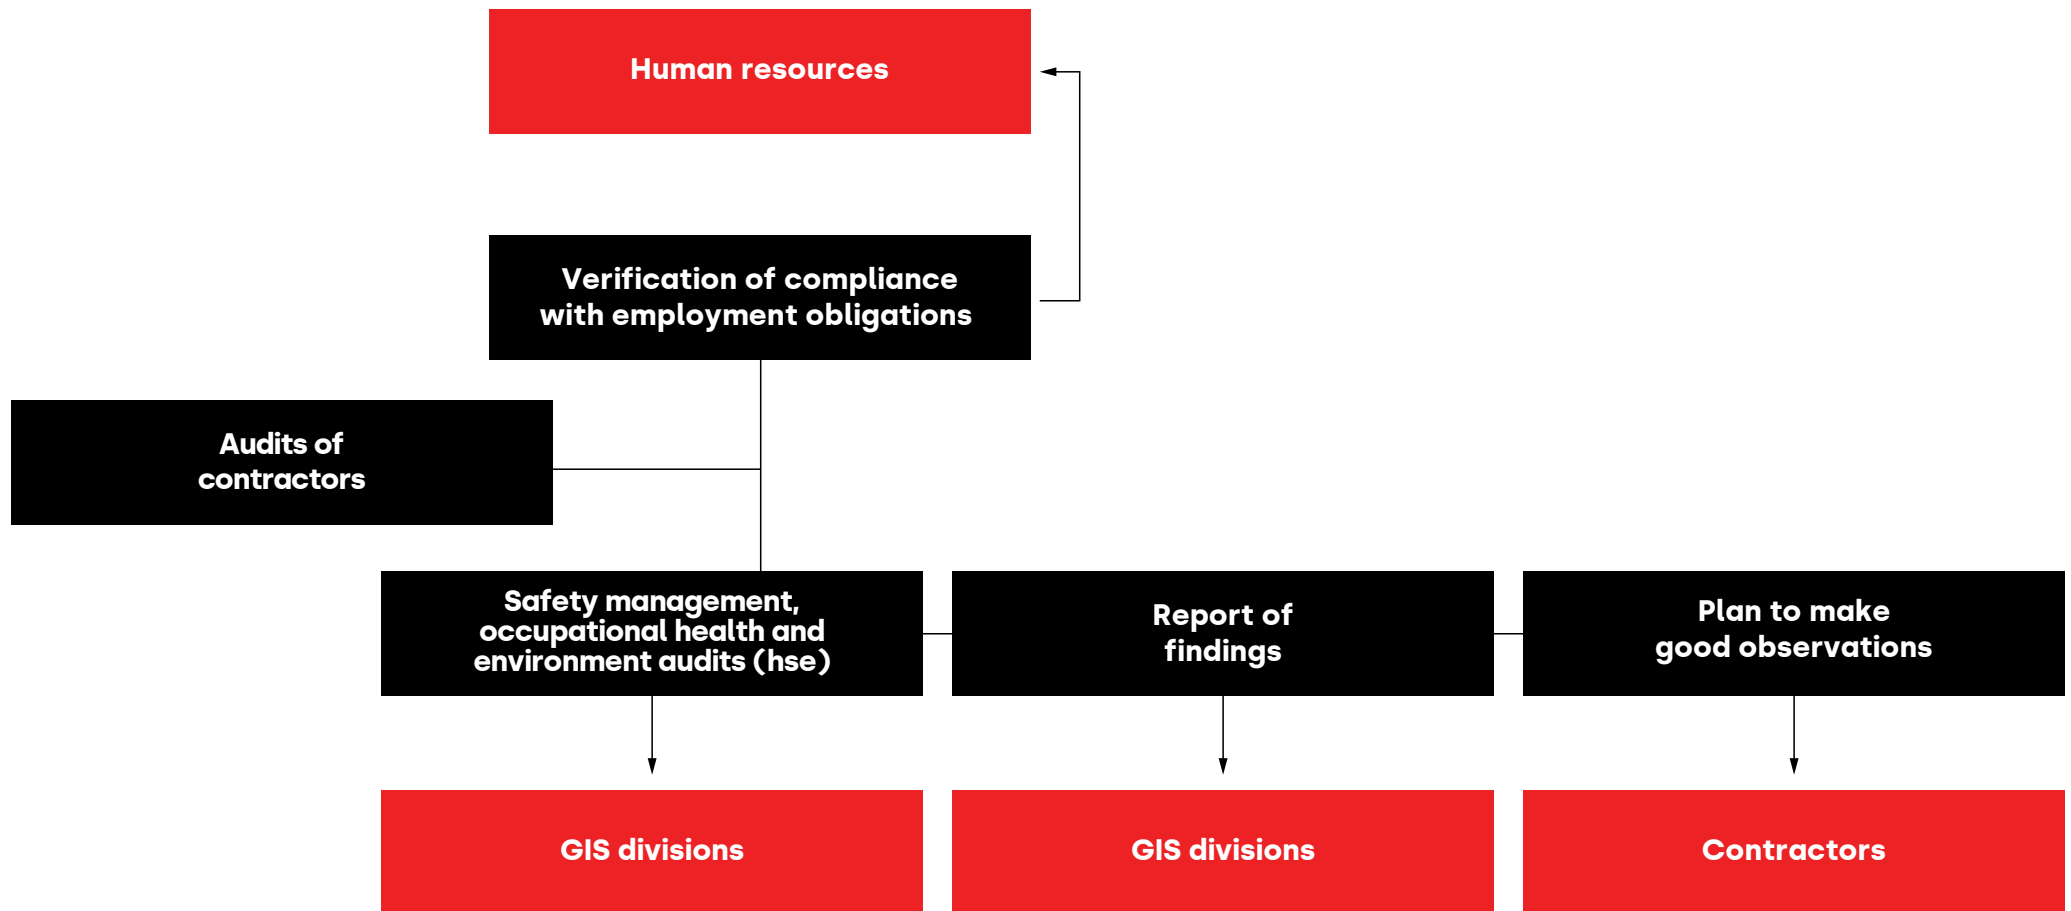 Human resources
Verification of compliance
with employment obligations
Audits of
contractors
Safety management,
occupational health and
environment audits (hse)
Report of
findings
Plan to make
good observations
GIS divisions
GIS divisions
Contractors